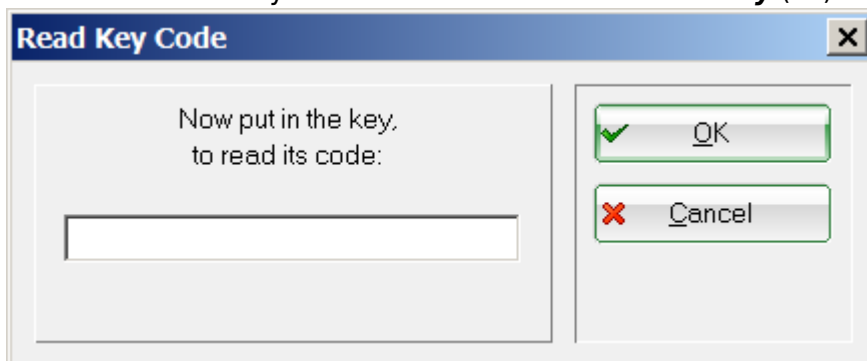 Read Key Code
Now put in the key,
to read its code:
OK
Cancel